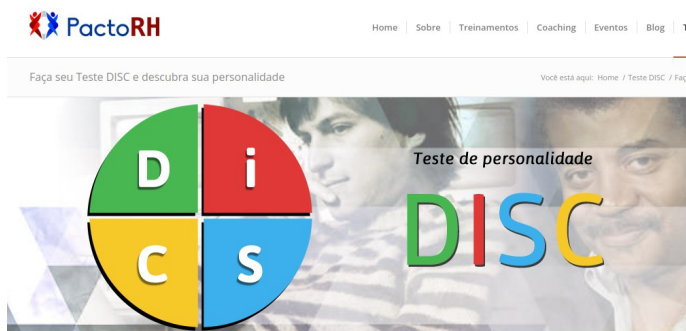 PactoRH
Home Sobre Treinamentos Coaching Eventos Blog T
Faça seu Teste DISC e descubra sua personalidade
Você está aqui: Home / Teste DISC / Faç
Teste de personalidade
DISC
D i
C S